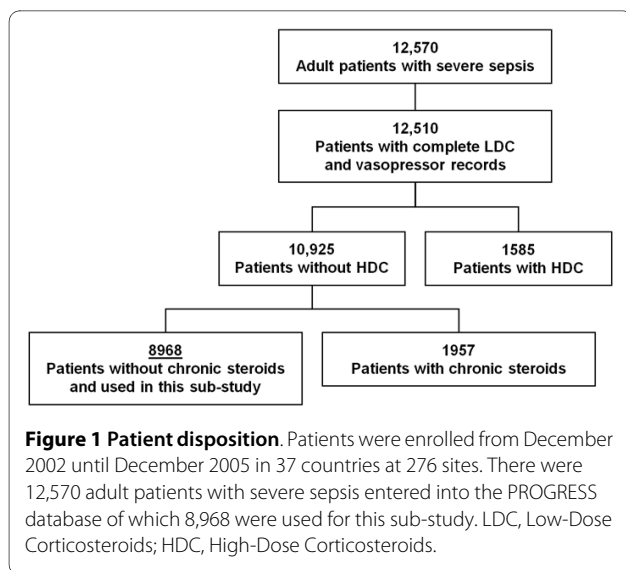 12,570
Adult patients with severe sepsis
12,510
Patients with complete LDC
and vasopressor records
10,925
Patients without HDC
1585
Patients with HDC
8968
Patients without chronic steroids
and used in this sub-study
1957
Patients with chronic steroids
Figure 1 Patient disposition. Patients were enrolled from December
2002 until December 2005 in 37 countries at 276 sites. There were
12,570 adult patients with severe sepsis entered into the PROGRESS
database of which 8,968 were used for this sub-study. LDC, Low-Dose
Corticosteroids; HDC, High-Dose Corticosteroids.